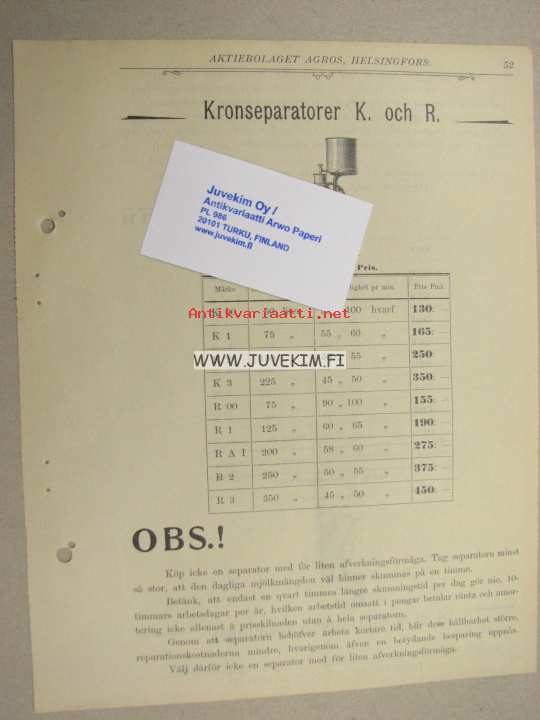 AKTIEBOLAGET AGROS, HELSINGFORS.
52
Kronseparatorer K. och R.
Juvekim Oy /
Antikvariaatti Arwo Paperi
PL 986
20101 TURKU, FINLAND
www.juvekim.fi
Pris.
Märke pr min. Pris Fmk.
Antikvariaatti.net
100 hvarf 130: —
K 1 75 „ 55 „ 60 „ 165: —
WWW.JUVEKIM.FI
55 „ 250: —
K 3 225 „ 45 „ 50 „ 350: —
R 00 75 „ 90 „ 100 „ 155: —
R 1 125 „ 60 „ 65 „ 190: —
R A 1 200 „ 58 „ 60 „ 275: —
R 2 250 „ 50 „ 55 „ 375: —
R 3 350 „ 45 „ 50 „ 450: —
OBS.!
Köp icke en separator med för liten afverkningsförmåga. Tag separatorn minst
så stor, att den dagliga mjölkmängden väl hinner skummas på en timme.
Betänk, att endast en qvart timmes längre skumningstid per dag gör nio, 10-
timmars arbetsdagar per år, hvilken arbetstid omsatt i pengar betalar ränta och amor-
tering icke allenast å prisskilnaden utan å hela separatorn.
Genom att separatorn behöfver arbeta kortare tid, blir dess hållbarhet större,
reparationskostnaderna mindre, hvarigenom äfven en betydande besparing uppnås.
Välj därför icke en separator med för liten afverkningsförmåga.